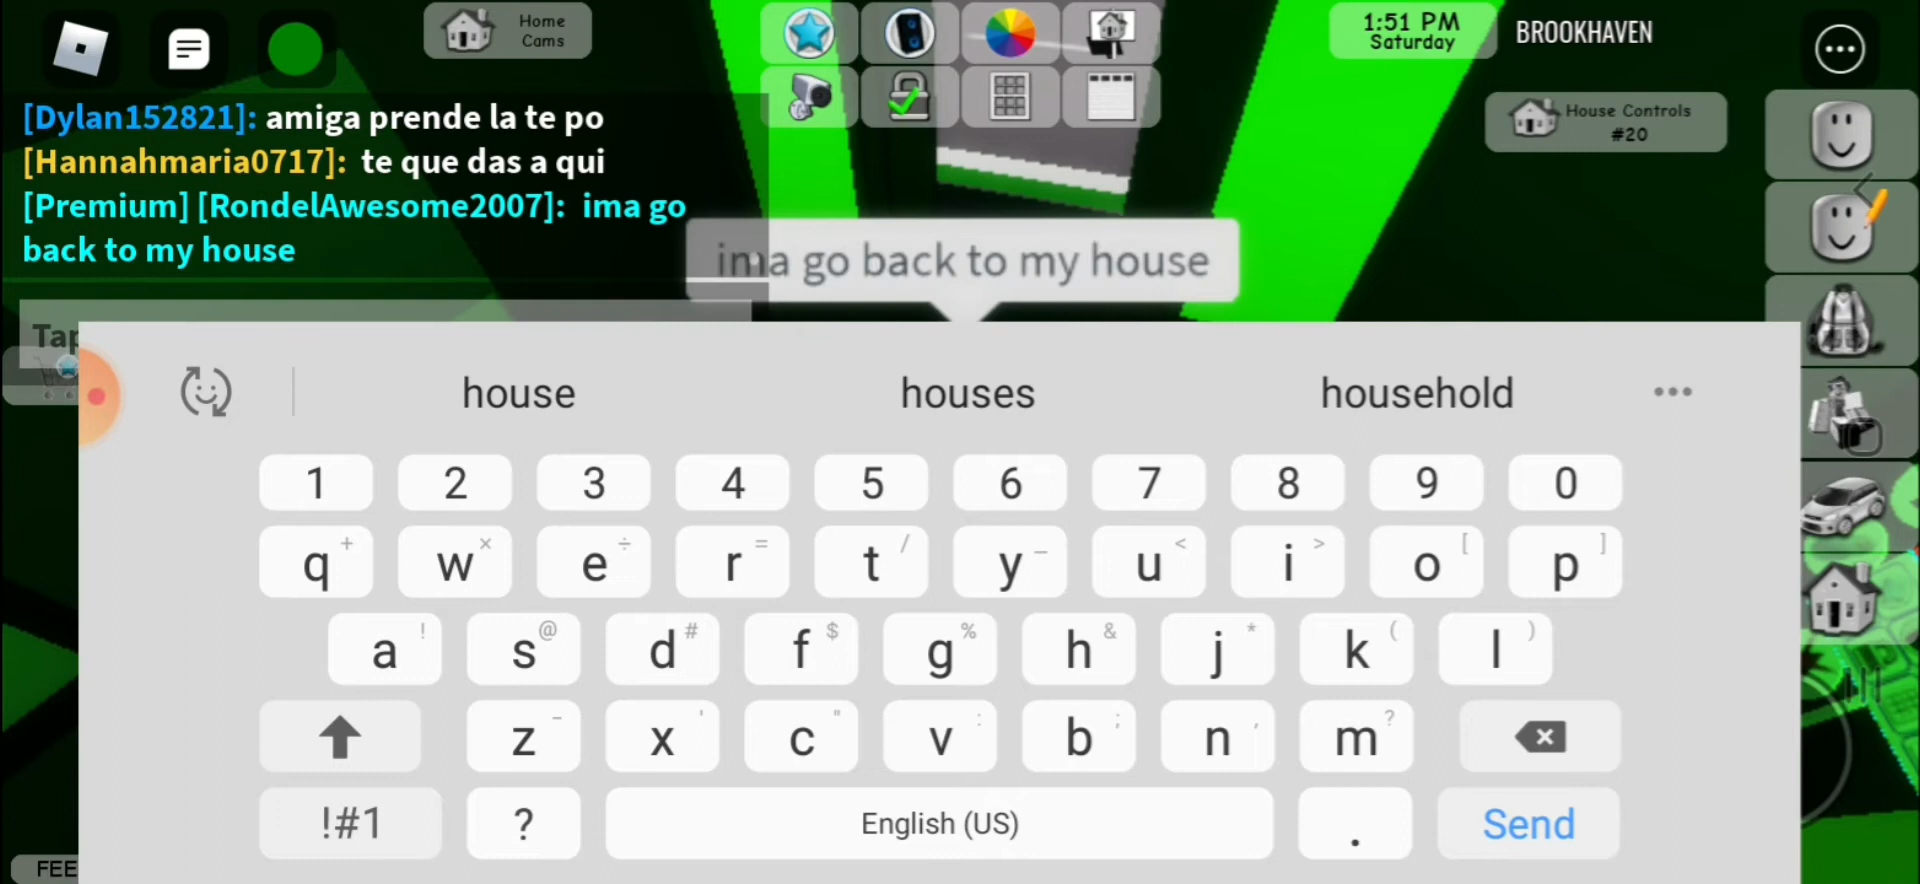 Home
Cams
1:51 PM
Saturday
BROOKHAVEN
House Controls
#20
[Dylan152821]: amiga prende la te po
[Hannahmaria0717]: te que das a qui
[Premium] [RondelAwesome2007]: ima go
back to my house
ima go back to my house
Tap
house houses household
1 2 3 4 5 6 7 8 9 0
q + w × e ÷ r = t / y _ u < i > o [ p ]
a ! s @ d # f $ g % h & j * k ( l )
z - x ' c " v : b ; n , m ?
!#1 ? English (US) . Send
FEE